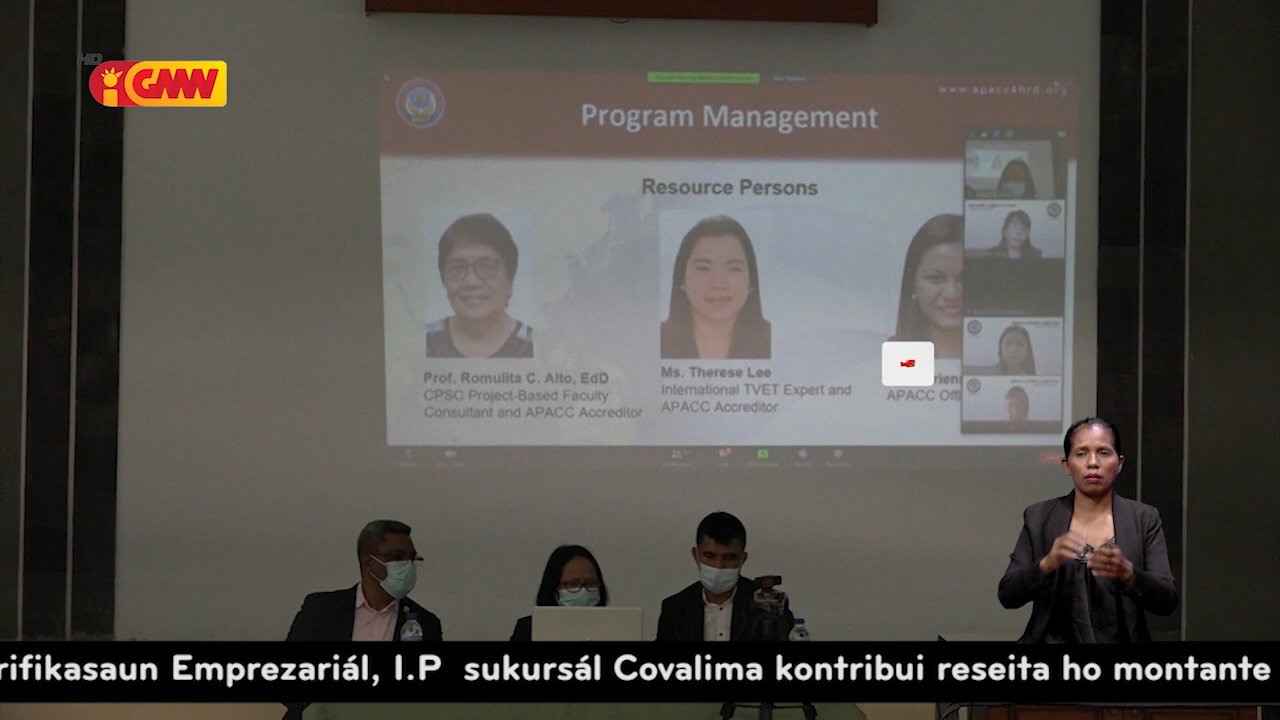 HD
GMN
www.apacc4hrd.org
Program Management
Resource Persons
Prof. Romulita C. Alto, EdD
CPSC Project-Based Faculty
Consultant and APACC Accreditor
Ms. Therese Lee
International TVET Expert and
APACC Accreditor
APACC
rifikasaun Emprezariál, I.P sukursál Covalima kontribui reseita ho montante